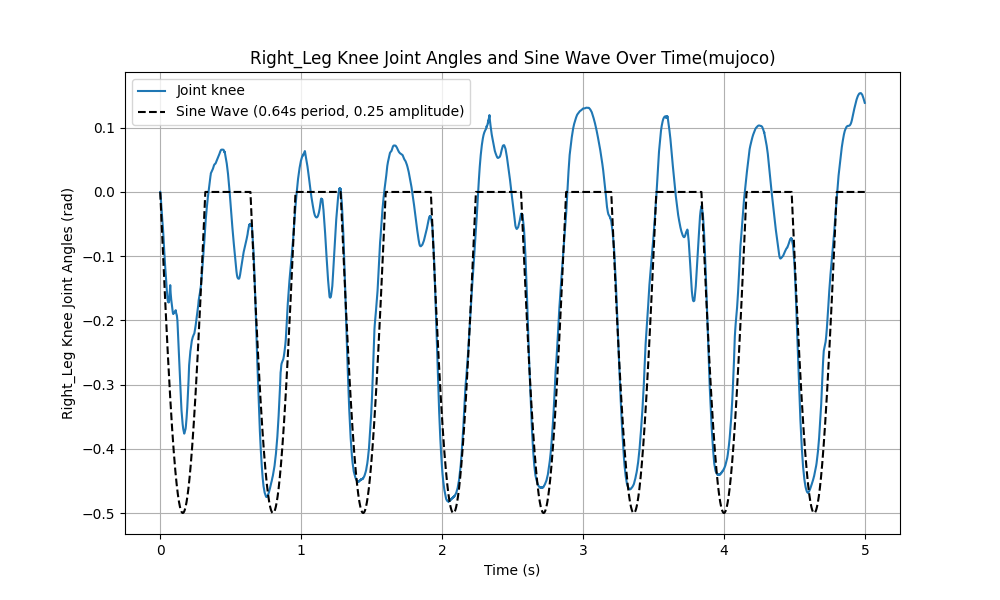 Right_Leg Knee Joint Angles and Sine Wave Over Time(mujoco)
Joint knee
Sine Wave (0.64s period, 0.25 amplitude)
Right_Leg Knee Joint Angles (rad)
0.1
0.0
−0.1
−0.2
−0.3
−0.4
−0.5
0 1 2 3 4 5
Time (s)